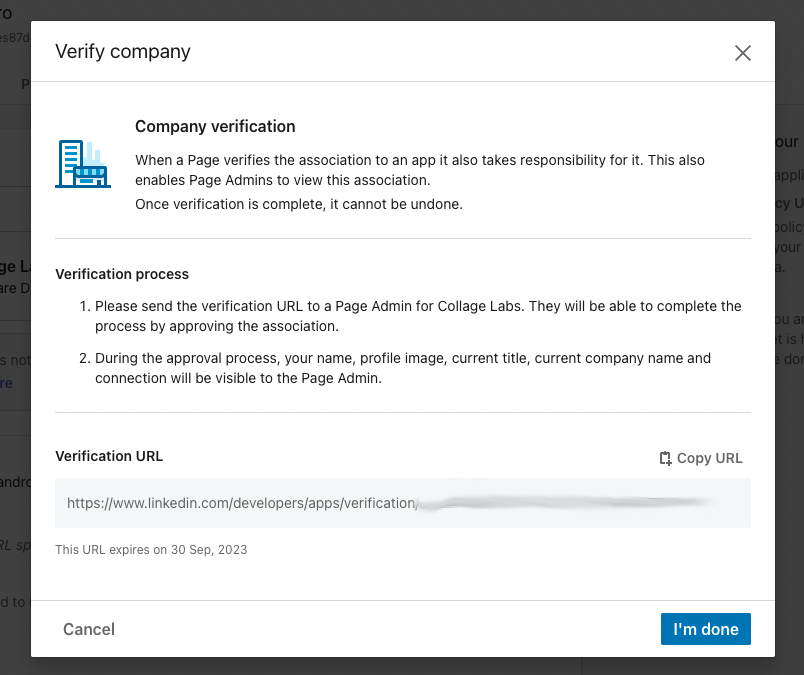 ro
es87d
P
Verify company
Company verification
When a Page verifies the association to an app it also takes responsibility for it. This also
enables Page Admins to view this association.
Once verification is complete, it cannot be undone.
Verification process
1. Please send the verification URL to a Page Admin for Collage Labs. They will be able to complete the
process by approving the association.
2. During the approval process, your name, profile image, current title, current company name and
connection will be visible to the Page Admin.
Verification URL
Copy URL
https://www.linkedin.com/developers/apps/verification/
This URL expires on 30 Sep, 2023
Cancel
I'm done